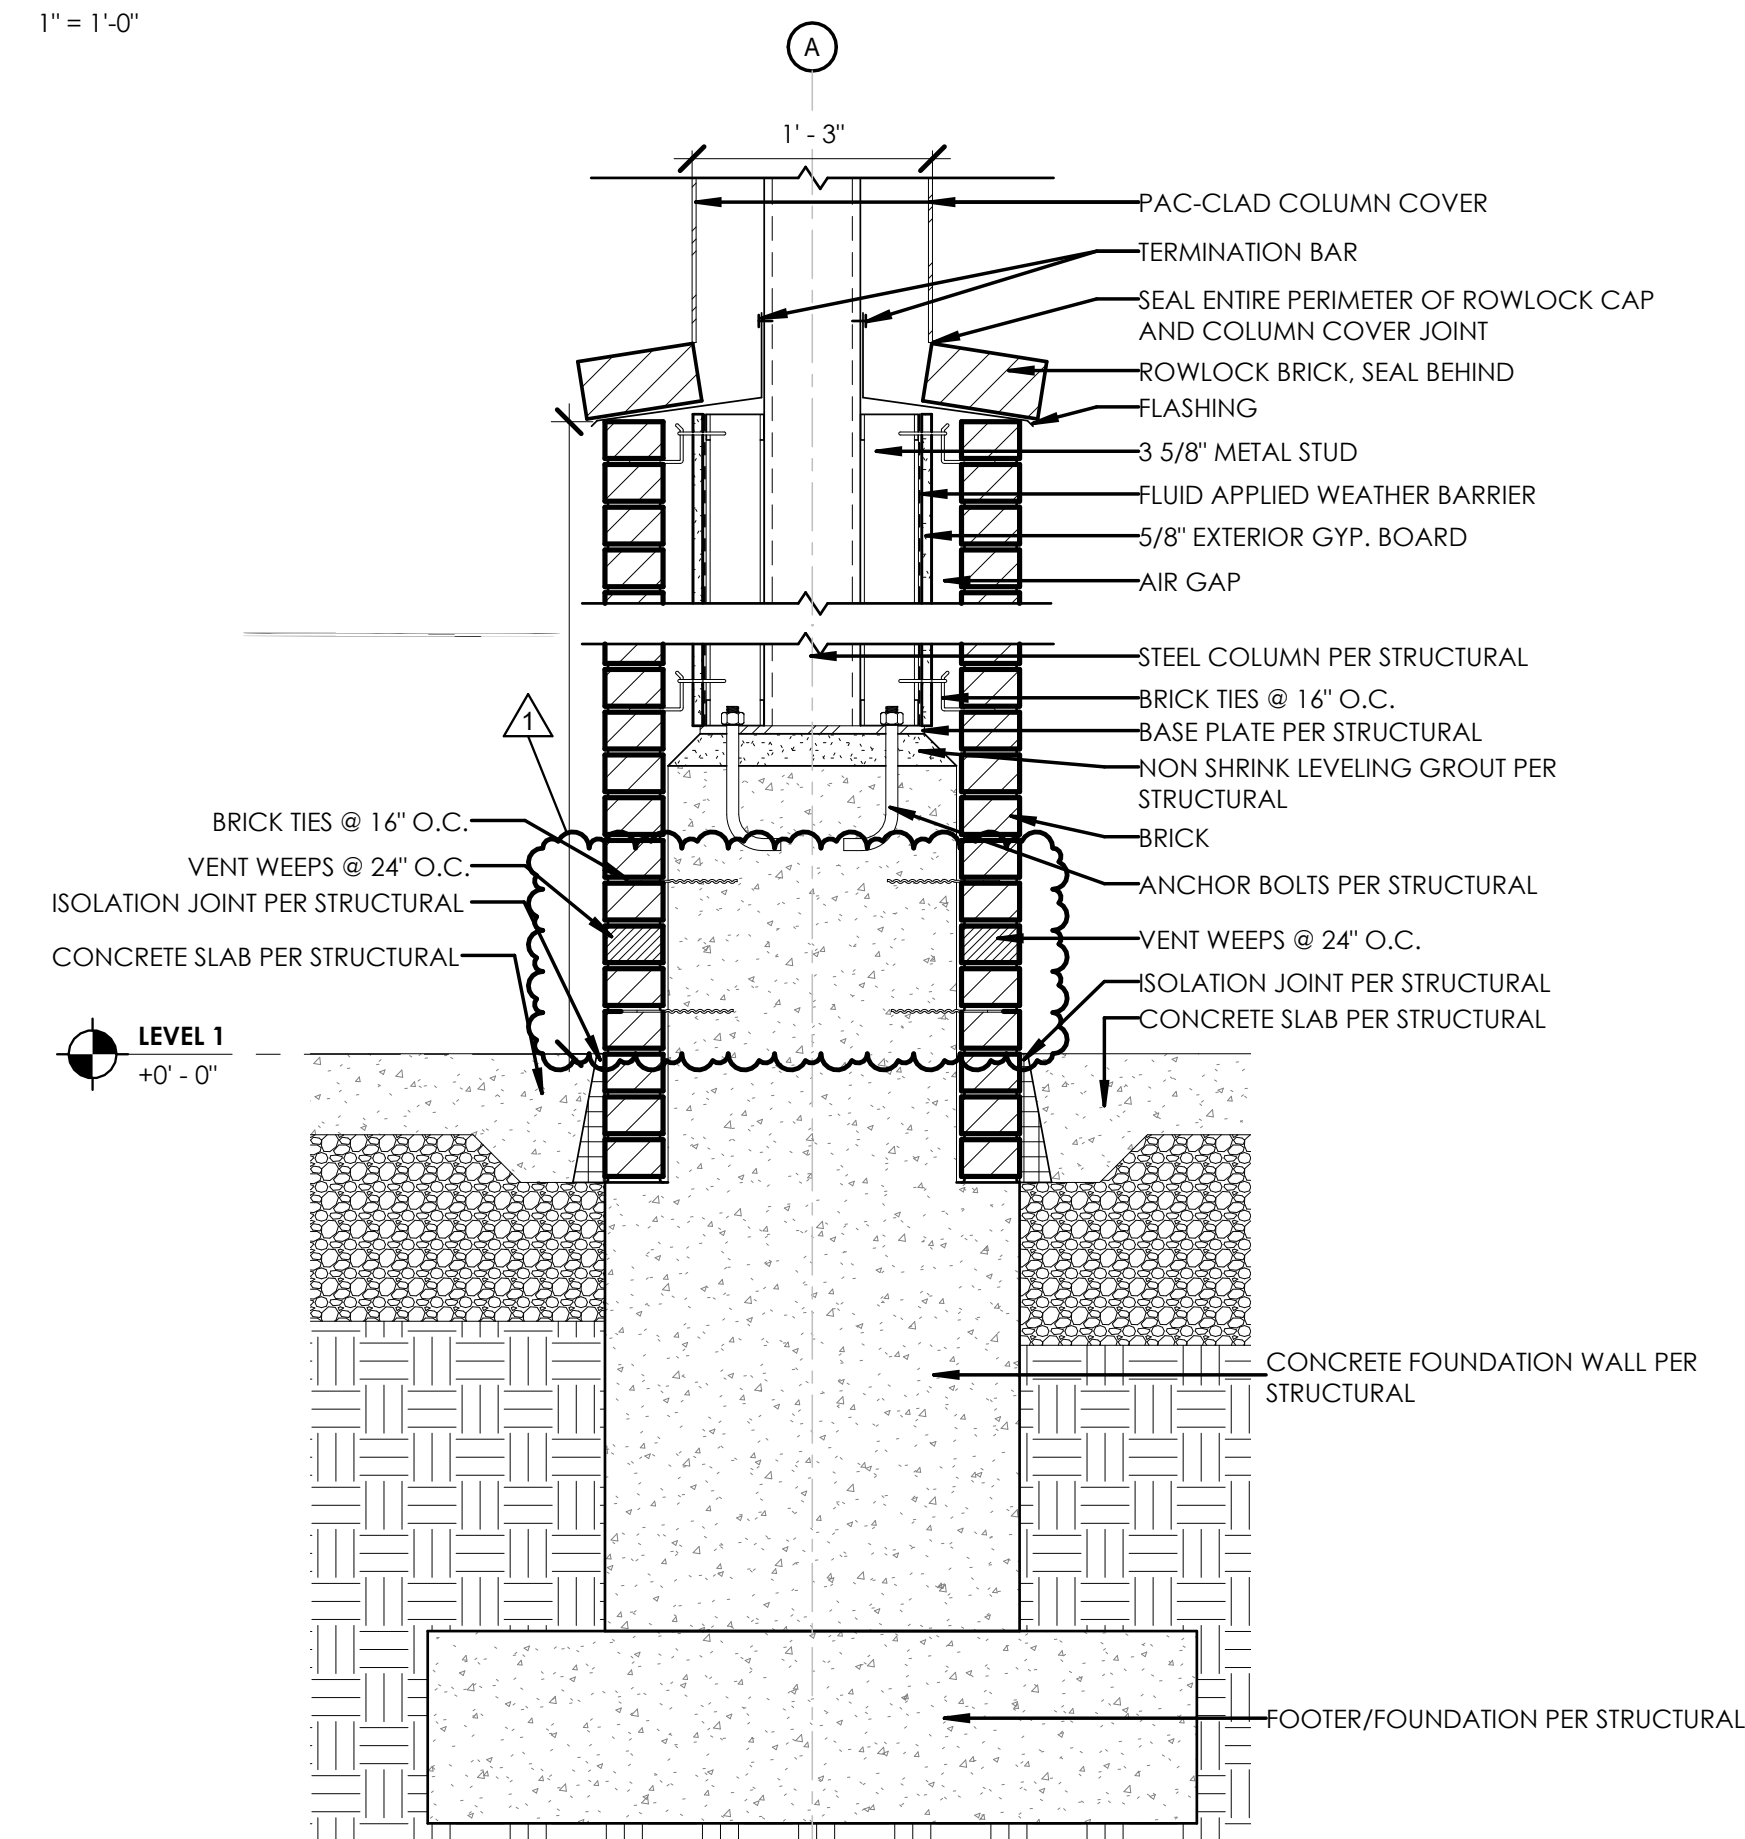 1" = 1'-0"
A
1' - 3"
PAC-CLAD COLUMN COVER
TERMINATION BAR
SEAL ENTIRE PERIMETER OF ROWLOCK CAP
AND COLUMN COVER JOINT
ROWLOCK BRICK, SEAL BEHIND
FLASHING
3 5/8" METAL STUD
FLUID APPLIED WEATHER BARRIER
5/8" EXTERIOR GYP. BOARD
AIR GAP
STEEL COLUMN PER STRUCTURAL
BRICK TIES @ 16" O.C.
BASE PLATE PER STRUCTURAL
NON SHRINK LEVELING GROUT PER
STRUCTURAL
BRICK
ANCHOR BOLTS PER STRUCTURAL
VENT WEEPS @ 24" O.C.
ISOLATION JOINT PER STRUCTURAL
CONCRETE SLAB PER STRUCTURAL
1
BRICK TIES @ 16" O.C.
VENT WEEPS @ 24" O.C.
ISOLATION JOINT PER STRUCTURAL
CONCRETE SLAB PER STRUCTURAL
LEVEL 1
+0' - 0"
CONCRETE FOUNDATION WALL PER
STRUCTURAL
FOOTER/FOUNDATION PER STRUCTURAL